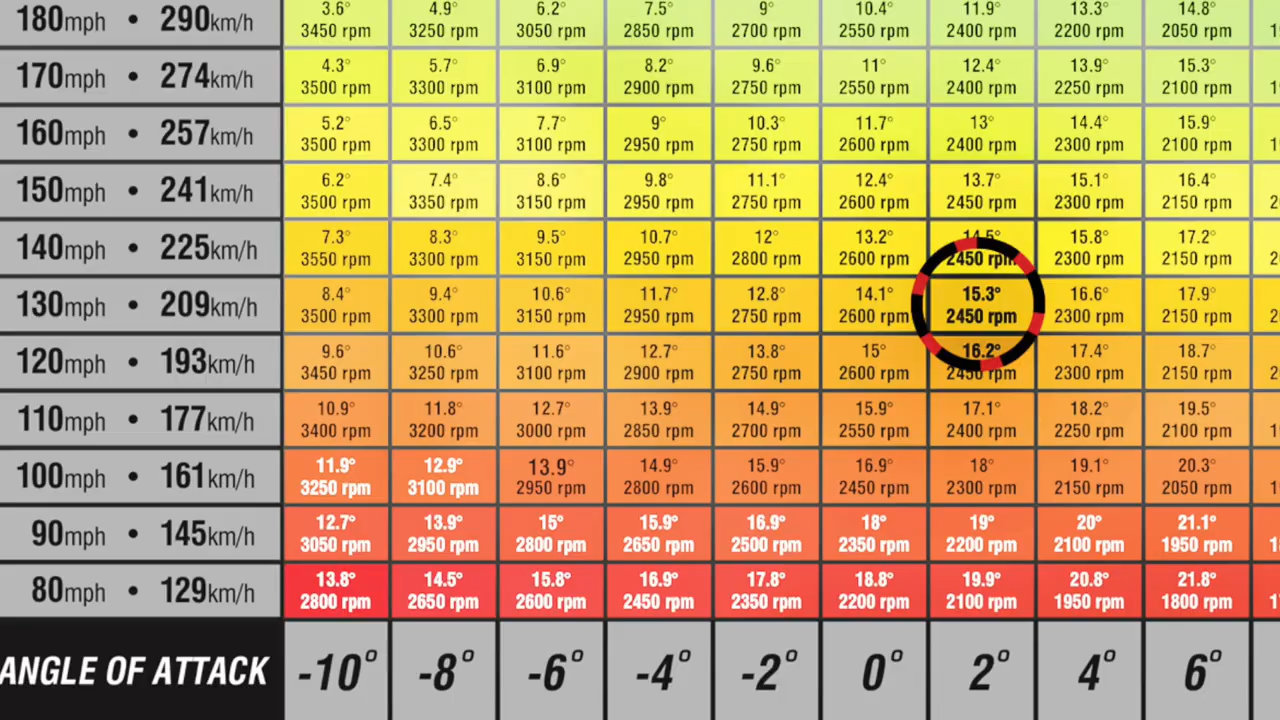 180mph • 290km/h 3.6° 4.9° 6.2° 7.5° 9° 10.4° 11.9° 13.3° 14.8°
3450 rpm 3250 rpm 3050 rpm 2850 rpm 2700 rpm 2550 rpm 2400 rpm 2200 rpm 2050 rpm
170mph • 274km/h 4.3° 5.7° 6.9° 8.2° 9.6° 11° 12.4° 13.9° 15.3°
3500 rpm 3300 rpm 3100 rpm 2900 rpm 2750 rpm 2550 rpm 2400 rpm 2250 rpm 2100 rpm
160mph • 257km/h 5.2° 6.5° 7.7° 9° 10.3° 11.7° 13° 14.4° 15.9°
3500 rpm 3300 rpm 3100 rpm 2950 rpm 2750 rpm 2600 rpm 2400 rpm 2300 rpm 2100 rpm
150mph • 241km/h 6.2° 7.4° 8.6° 9.8° 11.1° 12.4° 13.7° 15.1° 16.4°
3500 rpm 3350 rpm 3150 rpm 2950 rpm 2750 rpm 2600 rpm 2450 rpm 2300 rpm 2150 rpm
140mph • 225km/h 7.3° 8.3° 9.5° 10.7° 12° 13.2° 14.5° 15.8° 17.2°
3550 rpm 3300 rpm 3150 rpm 2950 rpm 2800 rpm 2600 rpm 2450 rpm 2300 rpm 2150 rpm
130mph • 209km/h 8.4° 9.4° 10.6° 11.7° 12.8° 14.1° 15.3° 16.6° 17.9°
3500 rpm 3300 rpm 3150 rpm 2950 rpm 2750 rpm 2600 rpm 2450 rpm 2300 rpm 2150 rpm
120mph • 193km/h 9.6° 10.6° 11.6° 12.7° 13.8° 15° 16.2° 17.4° 18.7°
3450 rpm 3250 rpm 3100 rpm 2900 rpm 2750 rpm 2600 rpm 2450 rpm 2300 rpm 2150 rpm
110mph • 177km/h 10.9° 11.8° 12.7° 13.9° 14.9° 15.9° 17.1° 18.2° 19.5°
3400 rpm 3200 rpm 3000 rpm 2850 rpm 2700 rpm 2550 rpm 2400 rpm 2250 rpm 2100 rpm
100mph • 161km/h 11.9° 12.9° 13.9° 14.9° 15.9° 16.9° 18° 19.1° 20.3°
3250 rpm 3100 rpm 2950 rpm 2800 rpm 2600 rpm 2450 rpm 2300 rpm 2150 rpm 2050 rpm
90mph • 145km/h 12.7° 13.9° 15° 15.9° 16.9° 18° 19° 20° 21.1°
3050 rpm 2950 rpm 2800 rpm 2650 rpm 2500 rpm 2350 rpm 2200 rpm 2100 rpm 1950 rpm
80mph • 129km/h 13.8° 14.5° 15.8° 16.9° 17.8° 18.8° 19.9° 20.8° 21.8°
2800 rpm 2650 rpm 2600 rpm 2450 rpm 2350 rpm 2200 rpm 2100 rpm 1950 rpm 1800 rpm
ANGLE OF ATTACK -10° -8° -6° -4° -2° 0° 2° 4° 6°